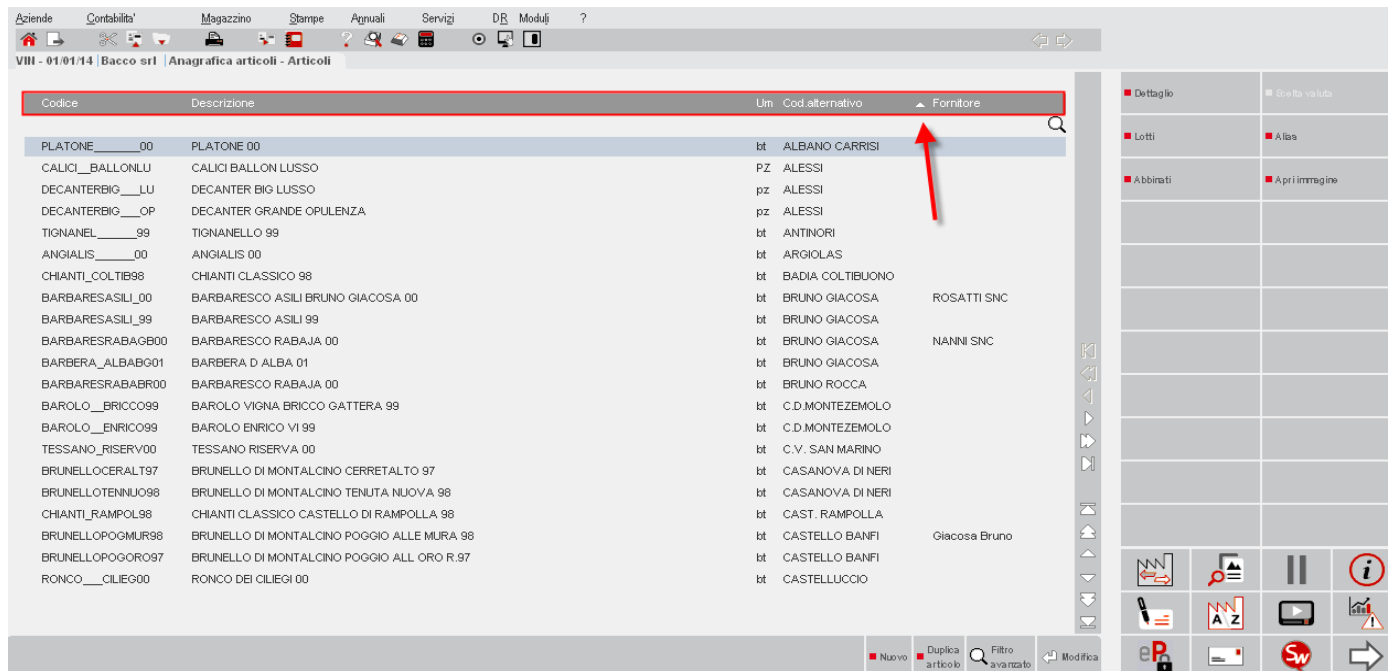 Aziende Contabilita' Magazzino Stampe Annuali Servizi DR Moduli ?
VIN - 01/01/14 Bacco srl Anagrafica articoli - Articoli
Codice Descrizione Um Cod.alternativo Fornitore
PLATONE_______00 PLATONE 00 bt ALBANO CARRISI
CALICI__BALLONLU CALICI BALLON LUSSO PZ ALESSI
DECANTERBIG___LU DECANTER BIG LUSSO pz ALESSI
DECANTERBIG___OP DECANTER GRANDE OPULENZA pz ALESSI
TIGNANEL______99 TIGNANELLO 99 bt ANTINORI
ANGIALIS______00 ANGIALIS 00 bt ARGIOLAS
CHIANTI_COLTIB98 CHIANTI CLASSICO 98 bt BADIA COLTIBUONO
BARBARESASILI_00 BARBARESCO ASILI BRUNO GIACOSA 00 bt BRUNO GIACOSA ROSATTI SNC
BARBARESASILI_99 BARBARESCO ASILI 99 bt BRUNO GIACOSA
BARBARESRABAGB00 BARBARESCO RABAJA 00 bt BRUNO GIACOSA NANNI SNC
BARBERA_ALBABG01 BARBERA D ALBA 01 bt BRUNO GIACOSA
BARBARESRABABR00 BARBARESCO RABAJA 00 bt BRUNO ROCCA
BAROLO__BRICCO99 BAROLO VIGNA BRICCO GATTERA 99 bt C.D.MONTEZEMOLO
BAROLO__ENRICO99 BAROLO ENRICO VI 99 bt C.D.MONTEZEMOLO
TESSANO_RISERV00 TESSANO RISERVA 00 bt C.V. SAN MARINO
BRUNELLOCERALT97 BRUNELLO DI MONTALCINO CERRETALTO 97 bt CASANOVA DI NERI
BRUNELLOTENNUO98 BRUNELLO DI MONTALCINO TENUTA NUOVA 98 bt CASANOVA DI NERI
CHIANTI_RAMPOL98 CHIANTI CLASSICO CASTELLO DI RAMPOLLA 98 bt CAST. RAMPOLLA
BRUNELLOPOGMUR98 BRUNELLO DI MONTALCINO POGGIO ALLE MURA 98 bt CASTELLO BANFI Giacosa Bruno
BRUNELLOPOGORO97 BRUNELLO DI MONTALCINO POGGIO ALL ORO R.97 bt CASTELLO BANFI
RONCO___CILIEG00 RONCO DEI CILIEGI 00 bt CASTELLUCCIO
Dettaglio Scelta valuta
Lotti Alias
Abbinati Apri immagine
i
A Z
eP Sw
Nuovo Duplica articolo Filtro avanzato Modifica